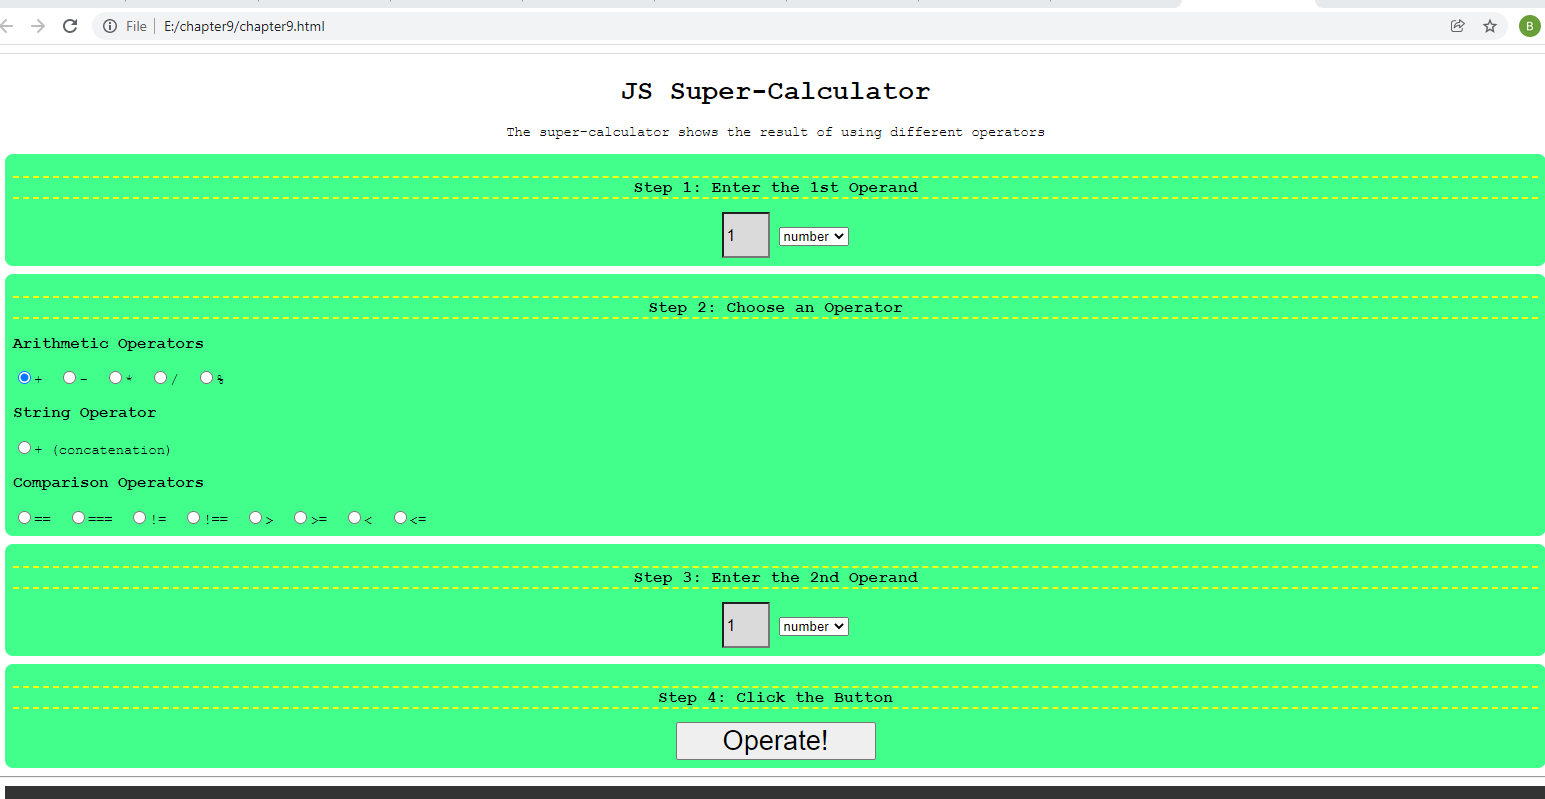 File | E:/chapter9/chapter9.html
B
JS Super-Calculator
The super-calculator shows the result of using different operators
Step 1: Enter the 1st Operand
1 number
Step 2: Choose an Operator
Arithmetic Operators
+ - * / %
String Operator
+ (concatenation)
Comparison Operators
== === != !== > >= < <=
Step 3: Enter the 2nd Operand
1 number
Step 4: Click the Button
Operate!